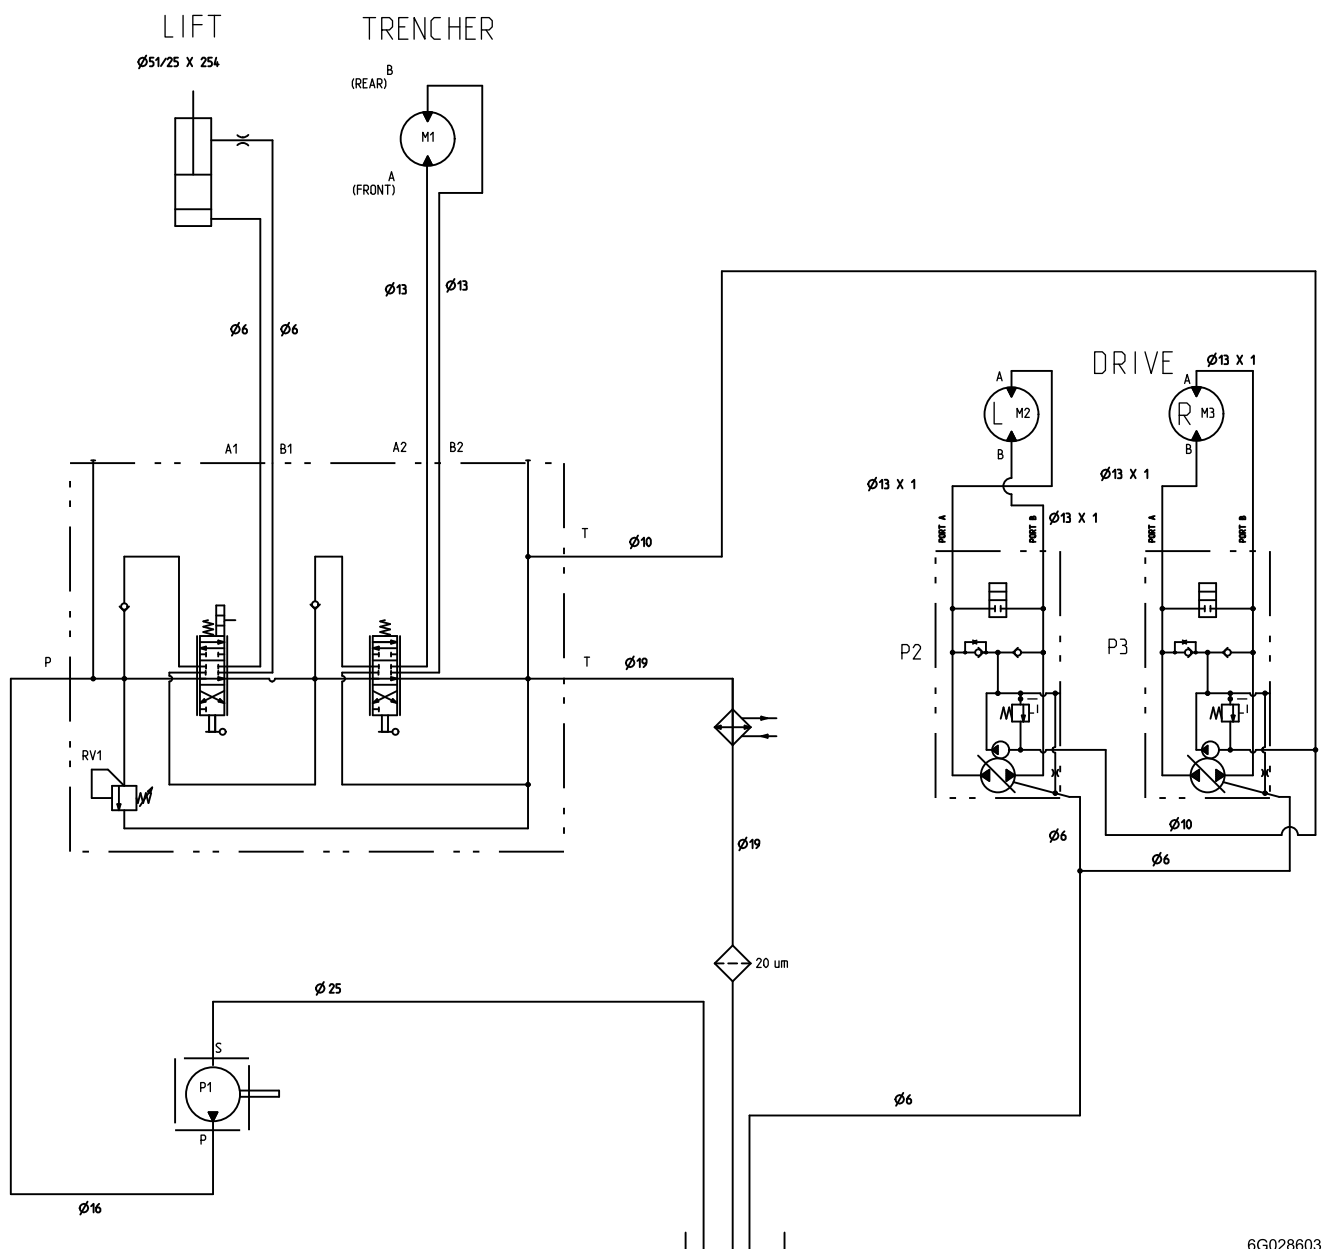 LIFT
TRENCHER
Ø51/25 X 254
B
(REAR)
M1
A
(FRONT)
Ø13
Ø13
Ø6
Ø6
DRIVE
Ø13 X 1
A
A
L M2
R M3
B
B
A1
B1
A2
B2
Ø13 X 1
Ø13 X 1
PORT A
PORT B
Ø13 X 1
PORT A
PORT B
T
Ø10
P
T
Ø19
P2
P3
RV1
Ø6
Ø10
Ø19
Ø6
20 um
Ø25
S
P1
P
Ø6
Ø16
6G028603